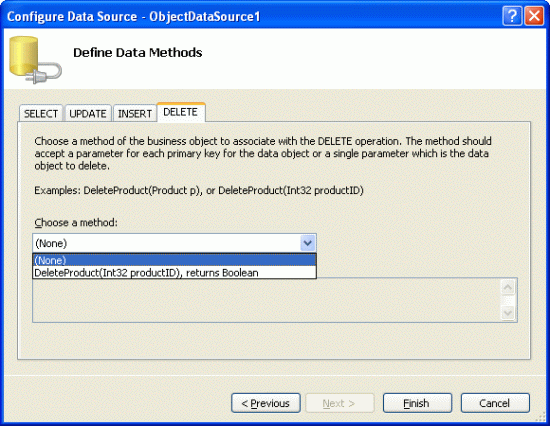 Configure Data Source - ObjectDataSource1
Define Data Methods
SELECT UPDATE INSERT DELETE
Choose a method of the business object to associate with the DELETE operation. The method should
accept a parameter for each primary key for the data object or a single parameter which is the data
object to delete.
Examples: DeleteProduct(Product p), or DeleteProduct(Int32 productID)
Choose a method:
(None)
(None)
DeleteProduct(Int32 productID), returns Boolean
< Previous Next > Finish Cancel